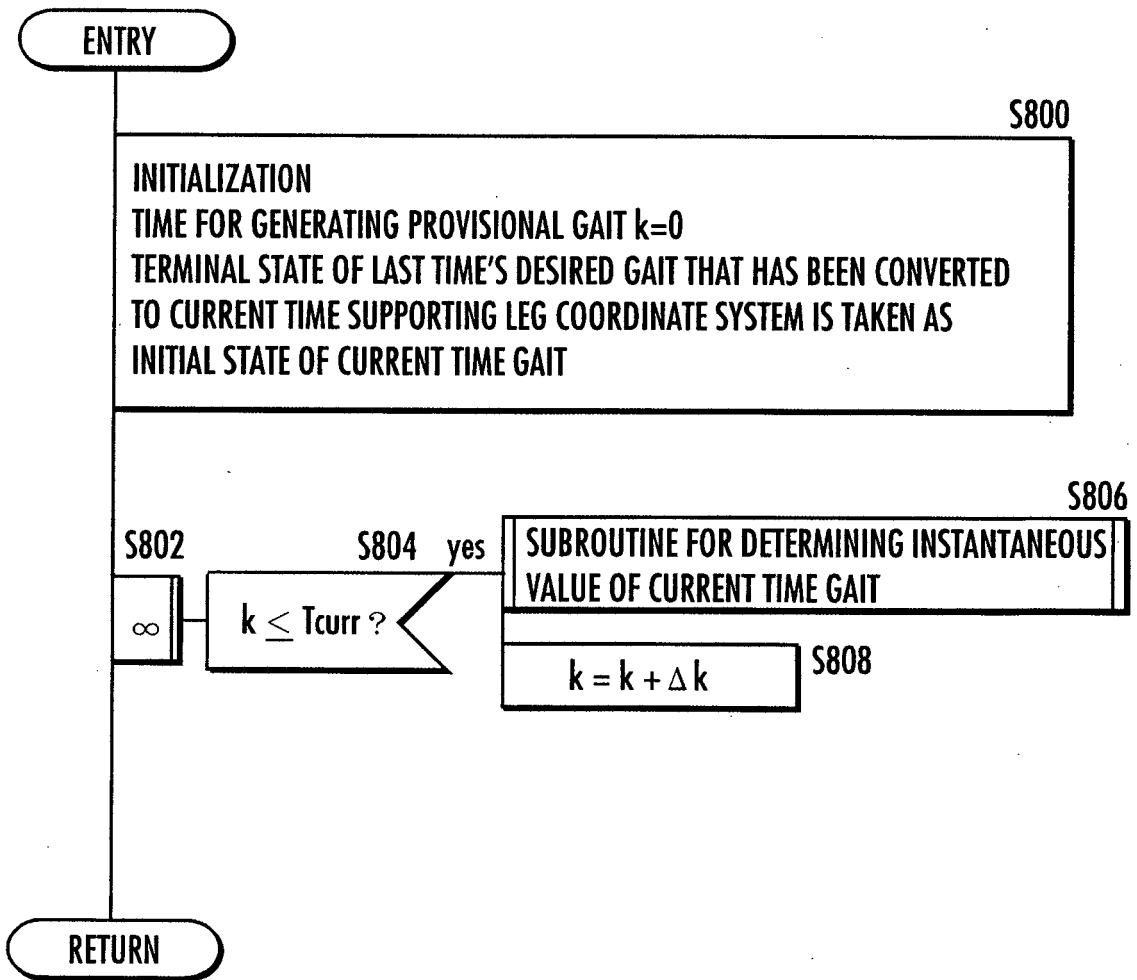 ENTRY
S800
INITIALIZATION
TIME FOR GENERATING PROVISIONAL GAIT k=0
TERMINAL STATE OF LAST TIME'S DESIRED GAIT THAT HAS BEEN CONVERTED
TO CURRENT TIME SUPPORTING LEG COORDINATE SYSTEM IS TAKEN AS
INITIAL STATE OF CURRENT TIME GAIT
S802
∞
S804 yes
k ≤ Tcurr ?
S806
SUBROUTINE FOR DETERMINING INSTANTANEOUS
VALUE OF CURRENT TIME GAIT
k = k + Δ k
S808
RETURN